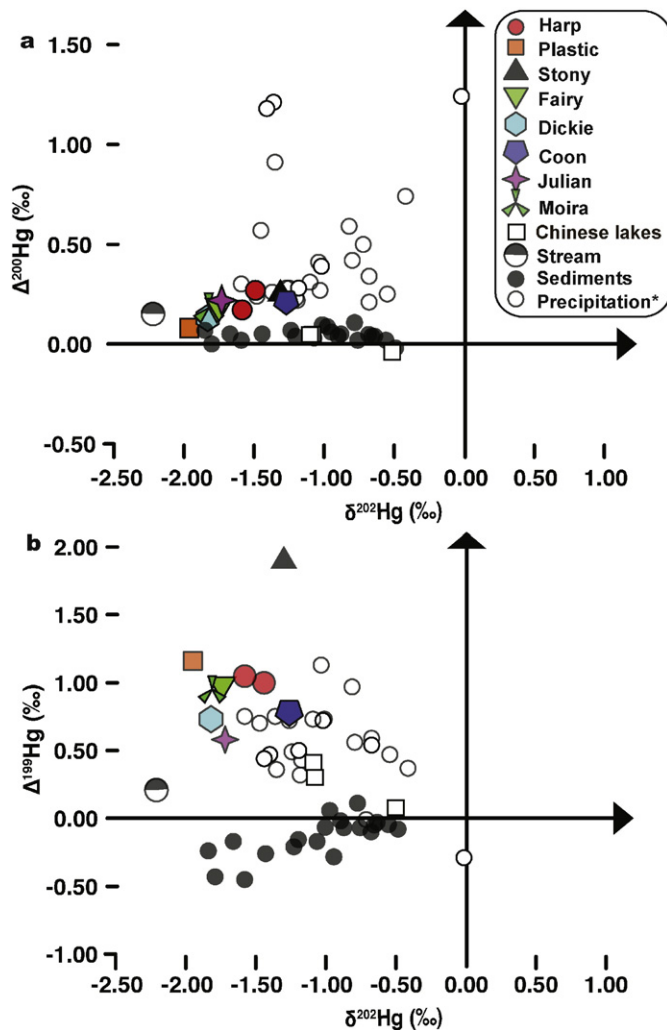 a
Δ200Hg (‰)
1.50
1.00
0.50
0.00
-0.50
-2.50 -2.00 -1.50 -1.00 -0.50 0.00 0.50 1.00
δ202Hg (‰)
Harp
Plastic
Stony
Fairy
Dickie
Coon
Julian
Moira
Chinese lakes
Stream
Sediments
Precipitation*
b
Δ199Hg (‰)
2.00
1.50
1.00
0.50
0.00
-0.50
-1.00
-2.50 -2.00 -1.50 -1.00 -0.50 0.00 0.50 1.00
δ202Hg (‰)